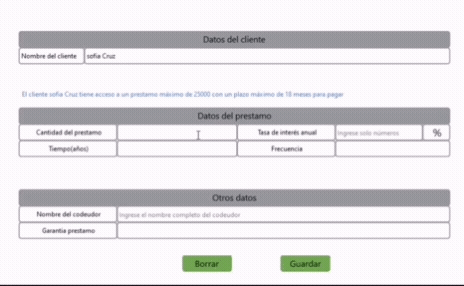 Datos del cliente
Nombre del cliente sofia Cruz
El cliente sofia Cruz tiene acceso a un prestamo máximo de 25000 con un plazo máximo de 18 meses para pagar
Datos del prestamo
Cantidad del prestamo Tasa de interés anual Ingrese solo números %
Tiempo(años) Frecuencia
Otros datos
Nombre del codeudor Ingrese el nombre completo del codeudor
Garantia prestamo
Borrar Guardar